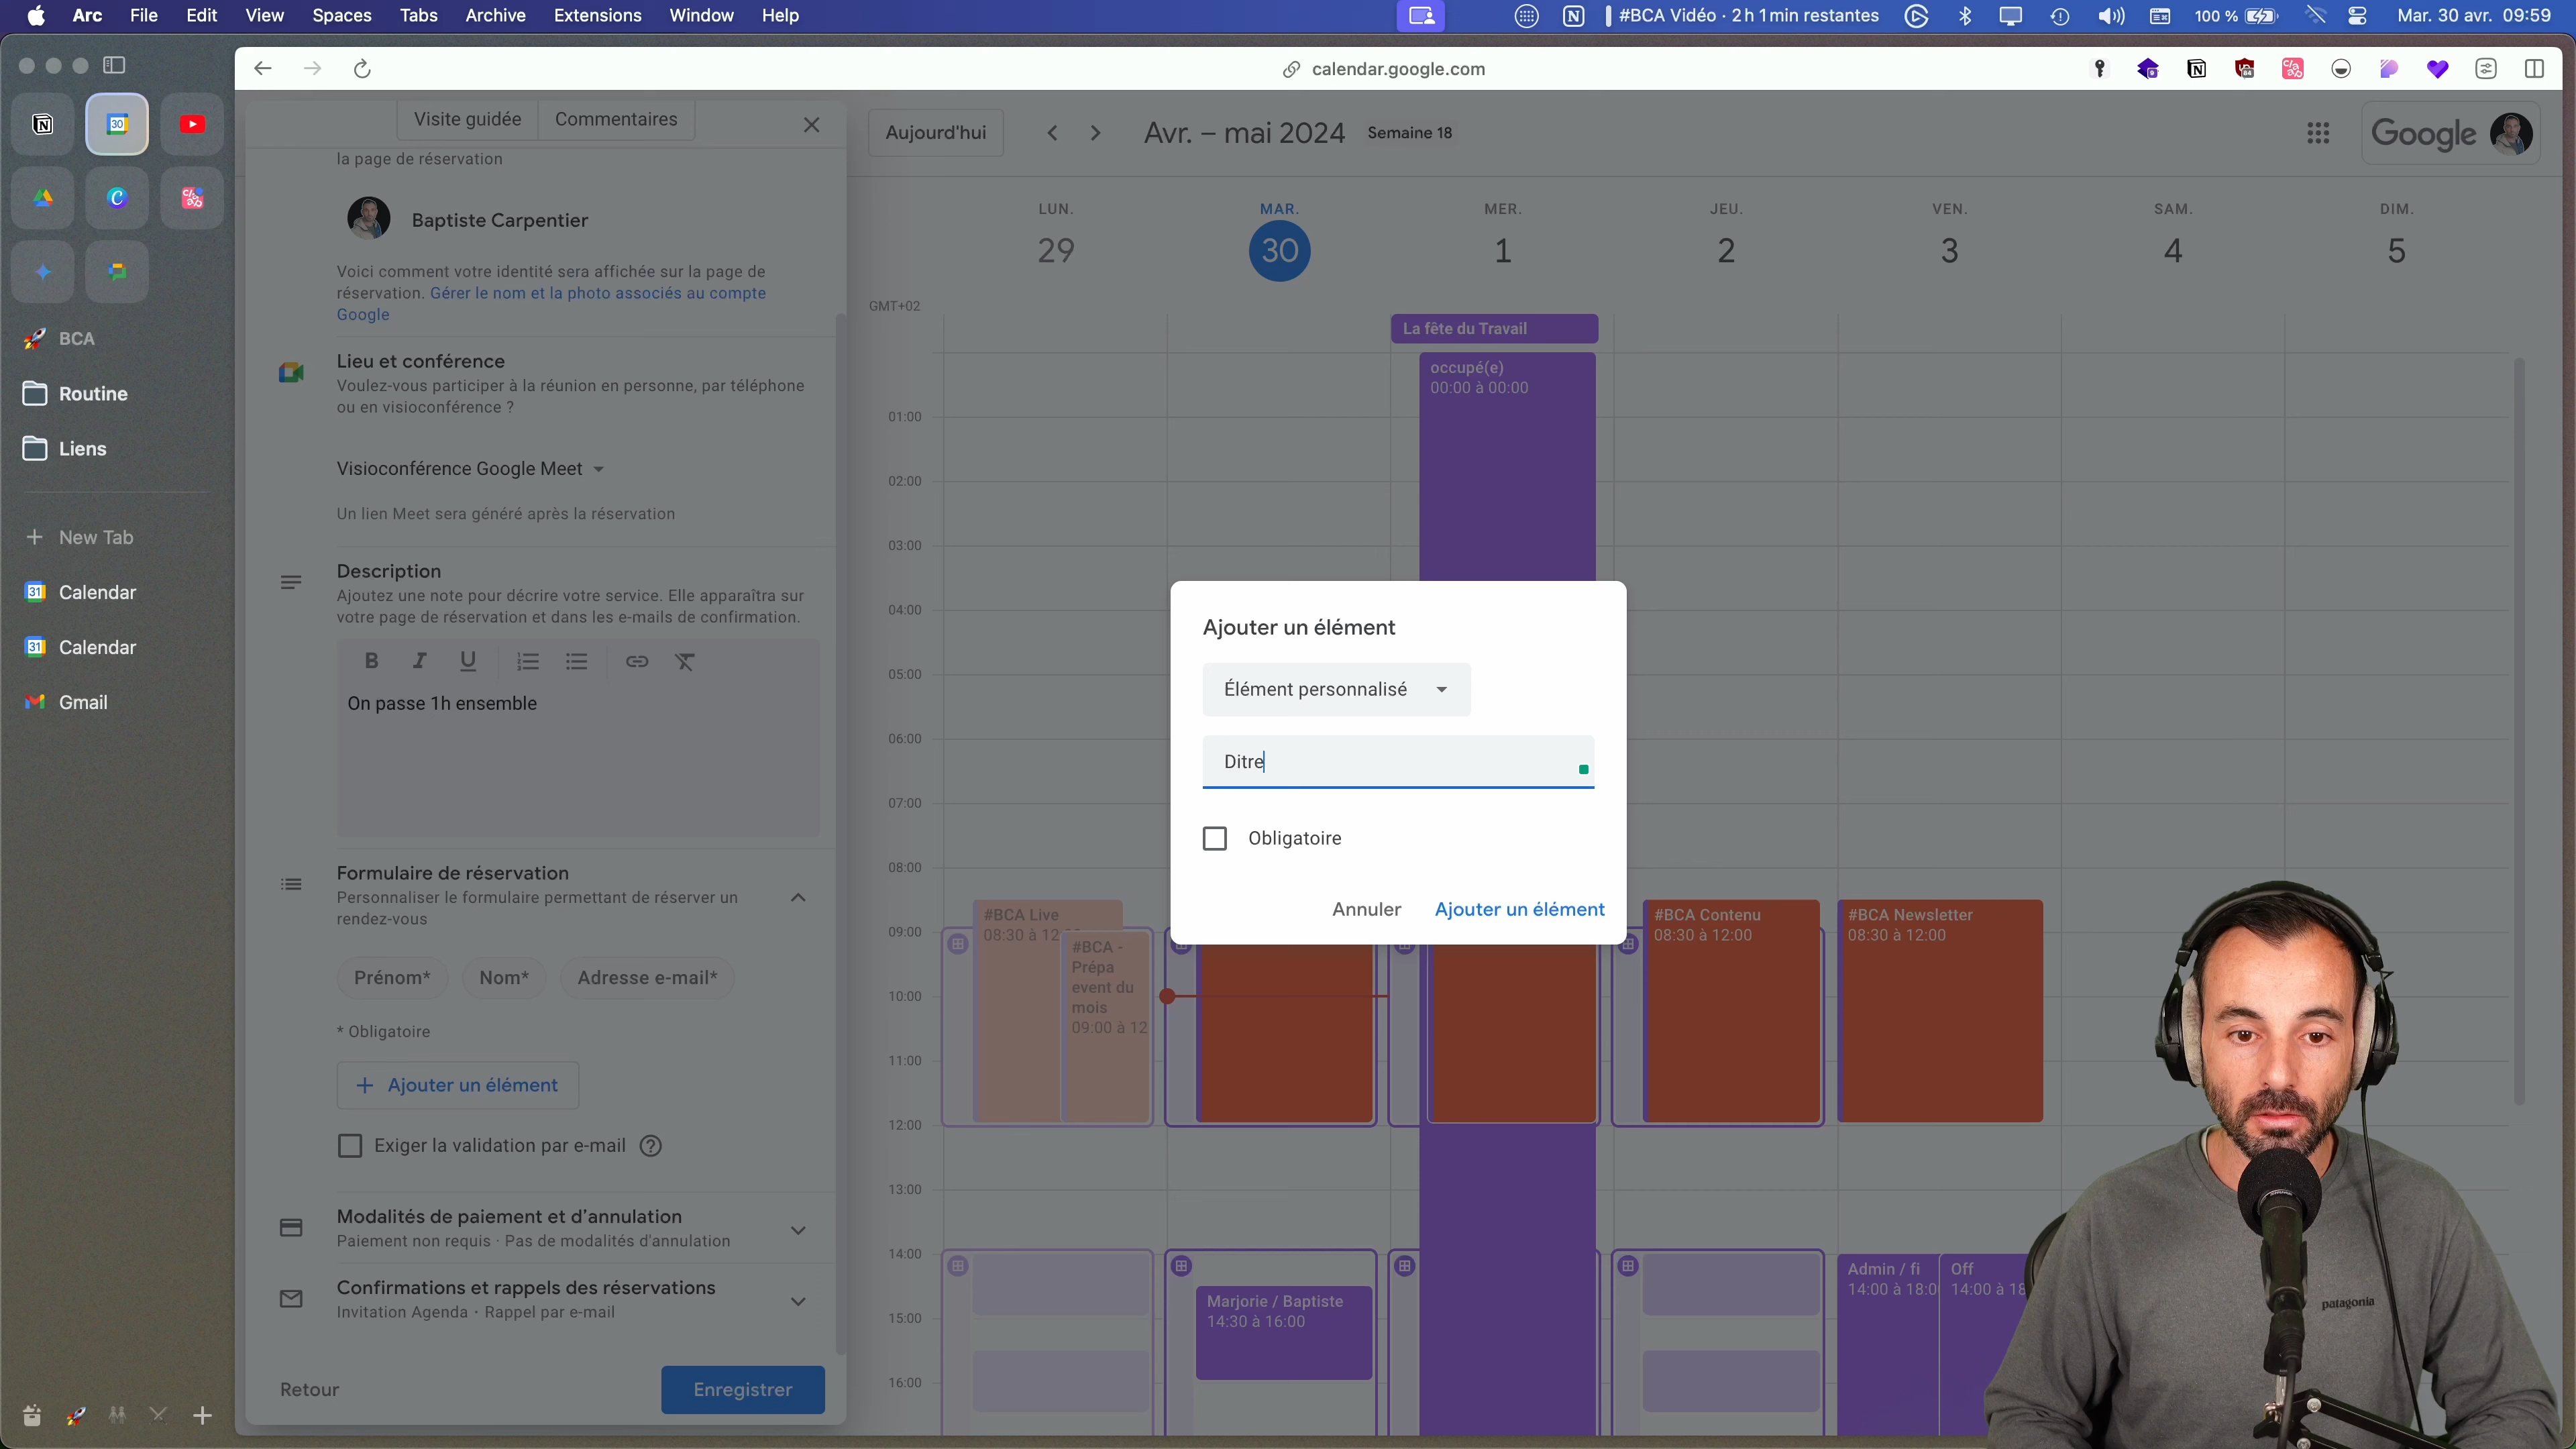 Arc File Edit View Spaces Tabs Archive Extensions Window Help
#BCA Vidéo · 2 h 1 min restantes
100 %
Mar. 30 avr. 09:59
calendar.google.com
BCA
Routine
Liens
New Tab
Calendar
Calendar
Gmail
Visite guidée
Commentaires
la page de réservation
Baptiste Carpentier
Voici comment votre identité sera affichée sur la page de
réservation. Gérer le nom et la photo associés au compte
Google
Lieu et conférence
Voulez-vous participer à la réunion en personne, par téléphone
ou en visioconférence ?
Visioconférence Google Meet
Un lien Meet sera généré après la réservation
Description
Ajoutez une note pour décrire votre service. Elle apparaîtra sur
votre page de réservation et dans les e-mails de confirmation.
B I U
On passe 1h ensemble
Formulaire de réservation
Personnaliser le formulaire permettant de réserver un
rendez-vous
Prénom*
Nom*
Adresse e-mail*
* Obligatoire
+ Ajouter un élément
Exiger la validation par e-mail
Modalités de paiement et d'annulation
Paiement non requis · Pas de modalités d'annulation
Confirmations et rappels des réservations
Invitation Agenda · Rappel par e-mail
Retour
Enregistrer
Aujourd'hui
Avr. – mai 2024
Semaine 18
Google
LUN. MAR. MER. JEU. VEN. SAM. DIM.
29 30 1 2 3 4 5
GMT+02
La fête du Travail
occupé(e)
00:00 à 00:00
01:00
02:00
03:00
04:00
05:00
06:00
07:00
08:00
09:00
10:00
11:00
12:00
13:00
14:00
15:00
16:00
Ajouter un élément
Élément personnalisé
Ditre
Obligatoire
Annuler
Ajouter un élément
#BCA Live
08:30 à 12
#BCA -
Prépa
event du
mois
09:00 à 12
#BCA Contenu
08:30 à 12:00
#BCA Newsletter
08:30 à 12:00
Marjorie / Baptiste
14:30 à 16:00
Admin / fi
14:00 à 18:0
Off
14:00 à 18
patagonia